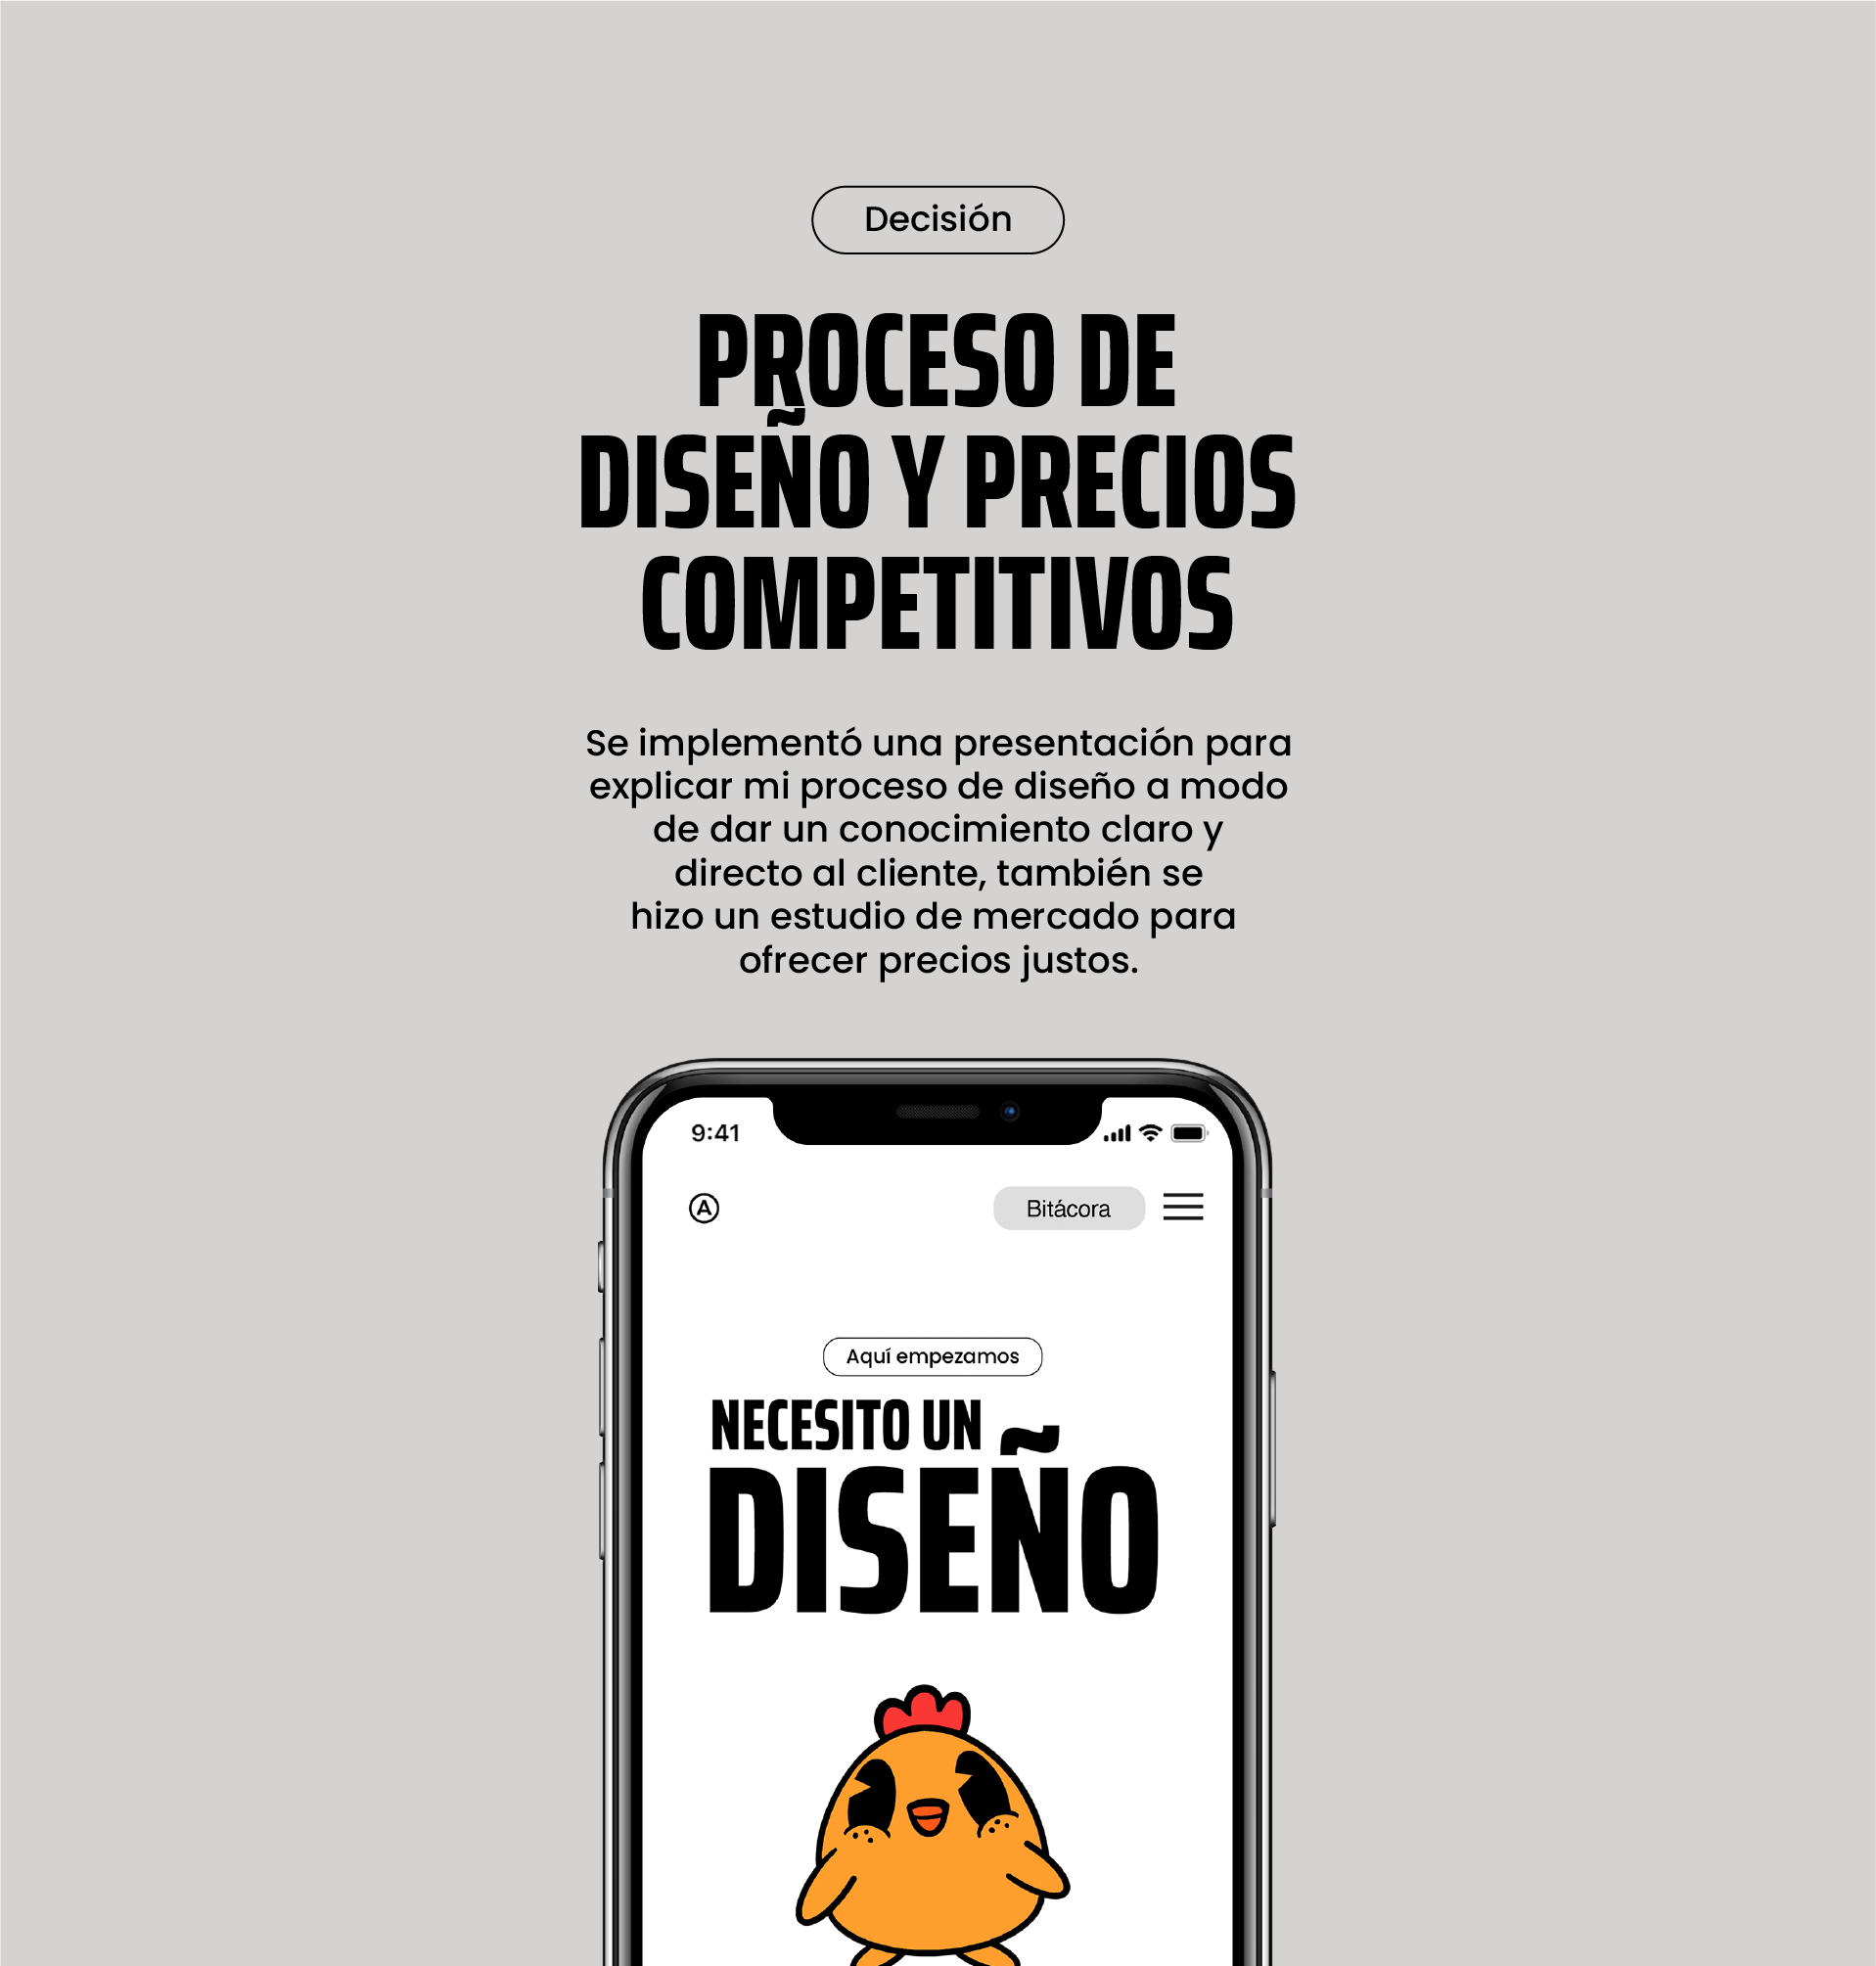 Decisión
PROCESO DE
DISEÑO Y PRECIOS
COMPETITIVOS
Se implementó una presentación para
explicar mi proceso de diseño a modo
de dar un conocimiento claro y
directo al cliente, también se
hizo un estudio de mercado para
ofrecer precios justos.
9:41
A
Bitácora
Aquí empezamos
NECESITO UN
DISEÑO